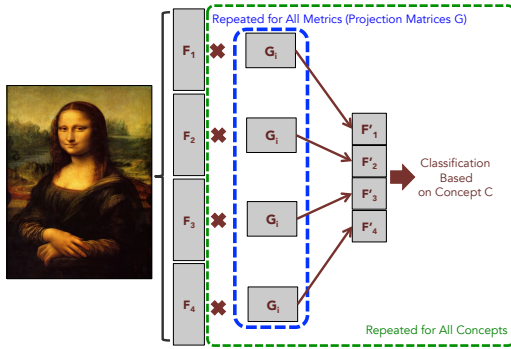 Repeated for All Metrics (Projection Matrices G)
F1
Gi
F2
Gi
F3
Gi
F4
Gi
F'1
F'2
F'3
F'4
Classification
Based
on Concept C
Repeated for All Concepts